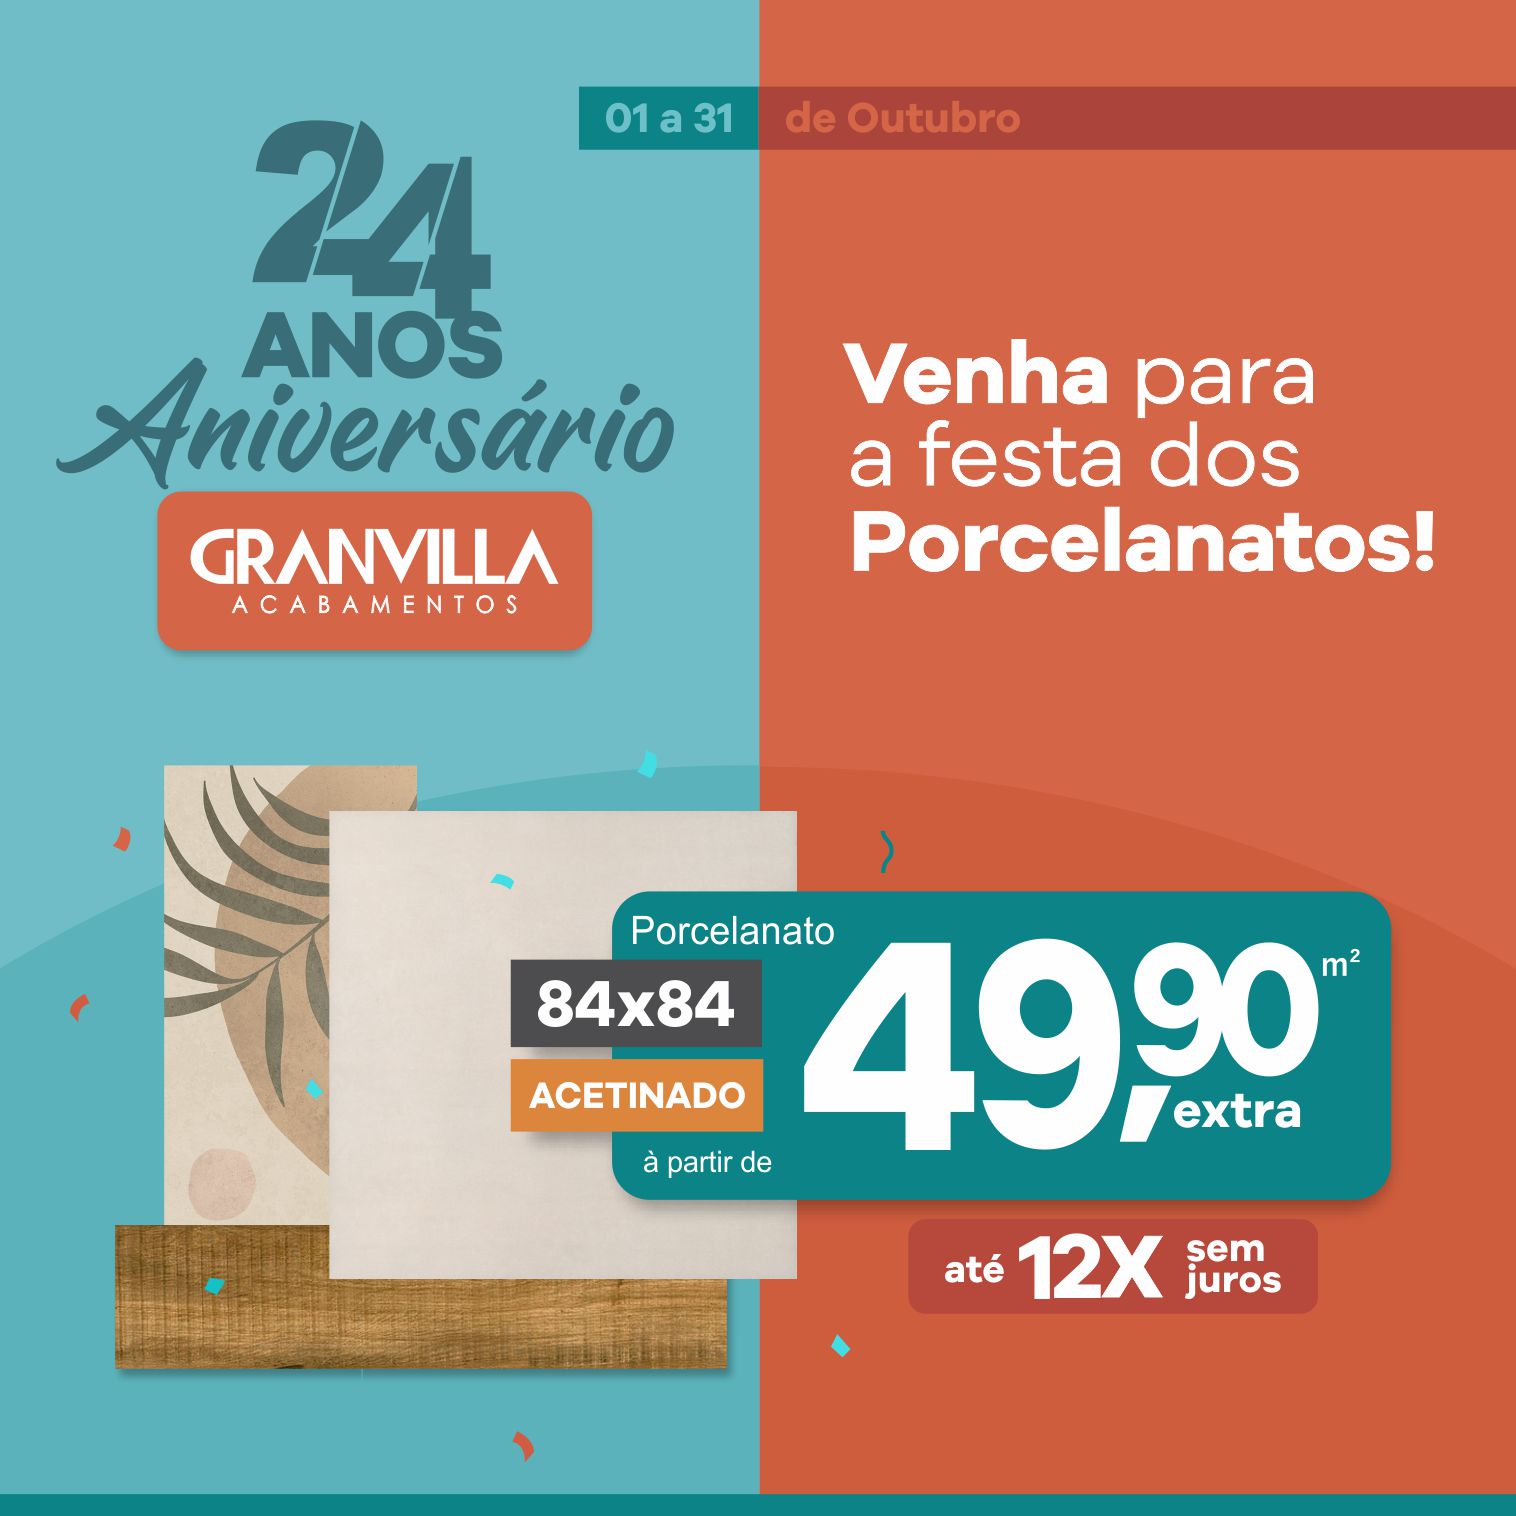 01 a 31 de Outubro
24
ANOS
Aniversário
GRANVILLA
ACABAMENTOS
Venha para
a festa dos
Porcelanatos!
Porcelanato
84x84
ACETINADO
à partir de
49,90 m²
extra
até 12X sem
juros